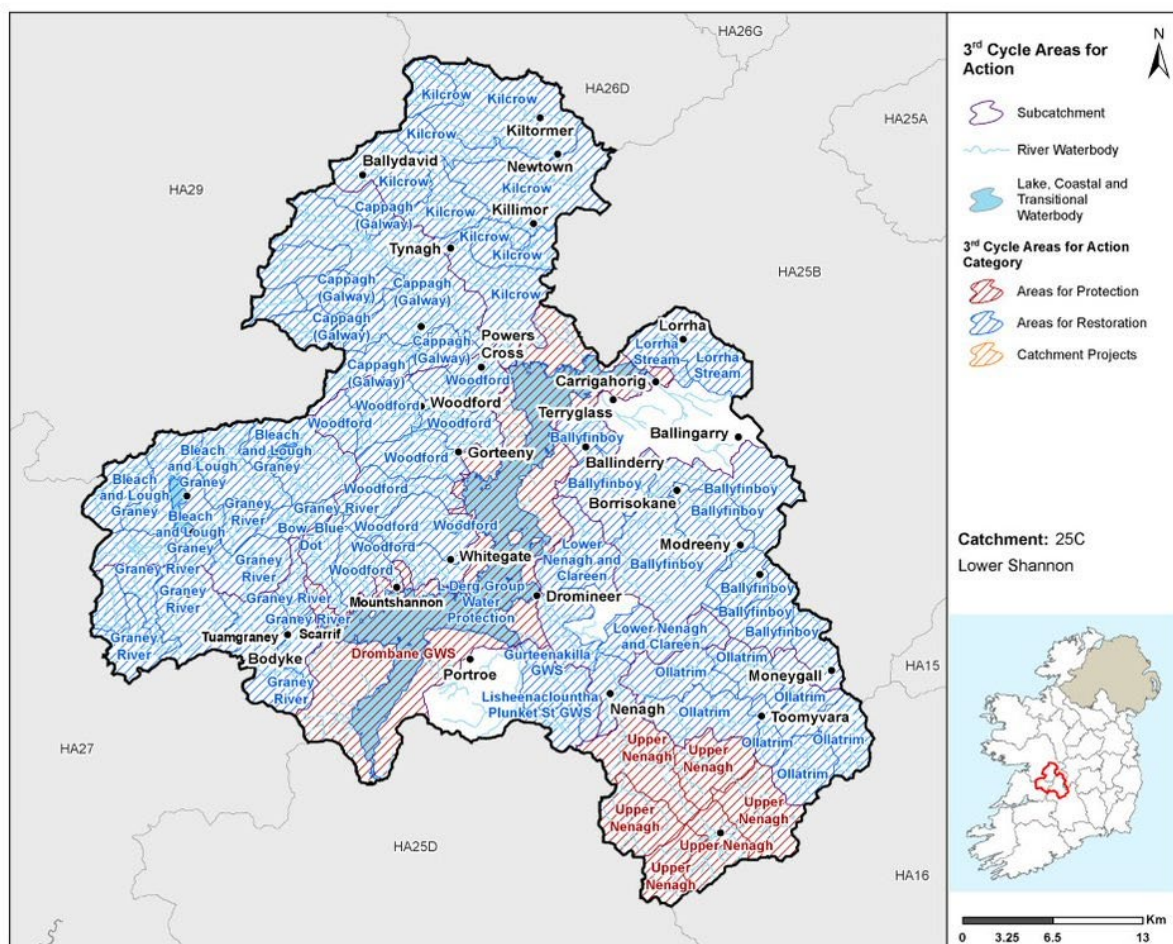 HA26G
HA26D
HA25A
HA29
HA25B
HA15
HA27
HA25D
HA16
Kilcrow
Kilcrow
Kilcrow
Kiltormer
Newtown
Ballydavid
Kilcrow
Kilcrow
Cappagh
(Galway)
Kilcrow
Killimor
Kilcrow
Tynagh
Kilcrow
Cappagh
(Galway)
Cappagh
(Galway)
Kilcrow
Cappagh
(Galway)
Powers
Cross
Cappagh
(Galway)
Cappagh
(Galway)
Lorrha
Lorrha
Stream
Lorrha
Stream
Woodford
Carrigahorig
Woodford
Woodford
Terryglass
Woodford
Woodford
Ballyfinboy
Ballingarry
Gorteeny
Ballinderry
Bleach
and Lough
Graney
Bleach
and Lough
Graney
Bleach
and Lough
Graney
Bleach
and Lough
Graney
Woodford
Ballyfinboy
Borrisokane
Ballyfinboy
Ballyfinboy
Graney
River
Graney River
Bow
Blue
Dot
Woodford
Woodford
Woodford
Modreeny
Graney River
Graney
River
Graney
River
Whitegate
Lower
Nenagh and
Clareen
Ballyfinboy
Woodford
Graney River
Mountshannon
L Derg Group
Water
Protection
Dromineer
Ballyfinboy
Ballyfinboy
Graney River
Tuamgraney
Scarrif
Graney
River
Lower Nenagh
and Clareen
Bodyke
Drombane GWS
Gurteenakilla
GWS
Portroe
Ollatrim
Ollatrim
Moneygall
Graney
River
Lisheenaclountha
Plunket St GWS
Nenagh
Ollatrim
Ollatrim
Toomyvara
Ollatrim
Ollatrim
Ollatrim
Upper
Nenagh
Upper
Nenagh
Upper
Nenagh
Upper
Nenagh
Upper Nenagh
Upper
Nenagh
3rd Cycle Areas for
Action
N
Subcatchment
River Waterbody
Lake, Coastal and
Transitional
Waterbody
3rd Cycle Areas for Action
Category
Areas for Protection
Areas for Restoration
Catchment Projects
Catchment: 25C
Lower Shannon
Km
0 3.25 6.5 13